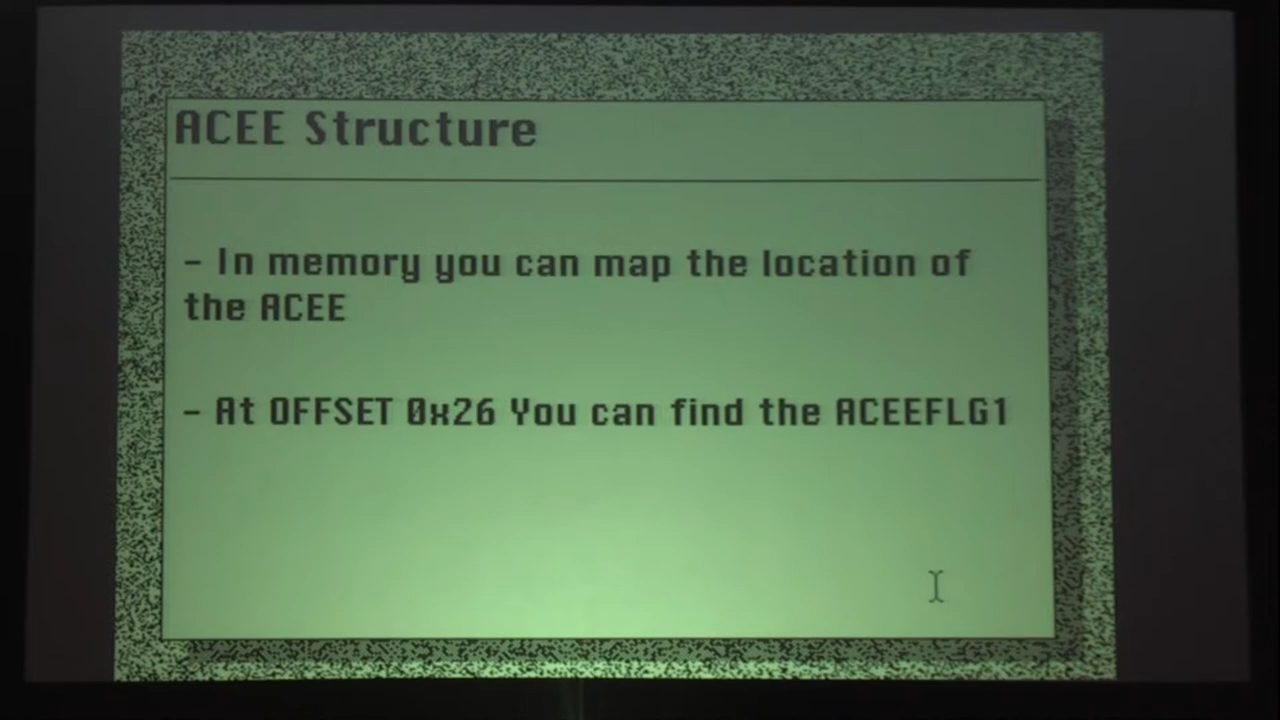 ACEE Structure
- In memory you can map the location of
the ACEE
- At OFFSET 0x26 You can find the ACEEFLG1